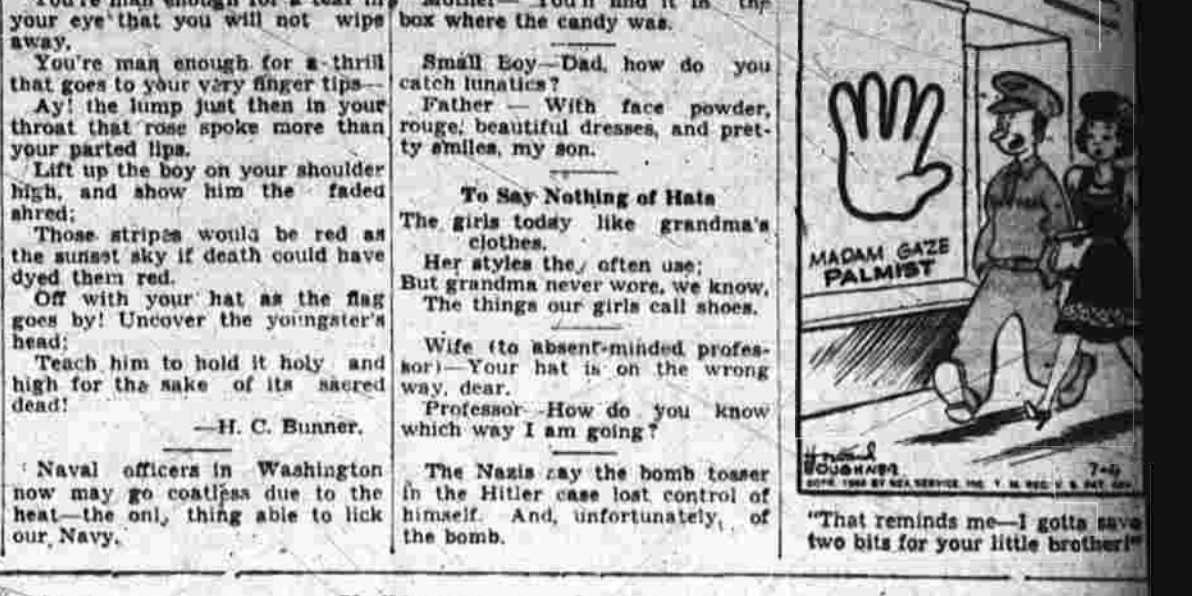 your eye that you will not wipe
away.
You're man enough for a thrill
that goes to your very finger tips—
Ay! the lump just then in your
throat that rose spoke more than
your parted lips.
Lift up the boy on your shoulder
high, and show him the faded
shred;
Those stripes would be red as
the sunset sky if death could have
dyed them red.
Off with your hat as the flag
goes by! Uncover the youngster's
head;
Teach him to hold it holy and
high for the sake of its sacred
dead!
—H. C. Bunner.
Naval officers in Washington
now may go coatless due to the
heat—the only thing able to lick
our Navy.
box where the candy was.
Small Boy—Dad, how do you
catch lunatics?
Father — With face powder,
rouge, beautiful dresses, and pret-
ty smiles, my son.
To Say Nothing of Hats
The girls today like grandma's
clothes.
Her styles they often use;
But grandma never wore, we know,
The things our girls call shoes.
Wife (to absent-minded profes-
sor)—Your hat is on the wrong
way, dear.
Professor—How do you know
which way I am going?
The Nazis say the bomb tosser
in the Hitler case lost control of
himself. And, unfortunately, of
the bomb.
MADAM GAZE
PALMIST
7-4
"That reminds me—I gotta save
two bits for your little brother!"